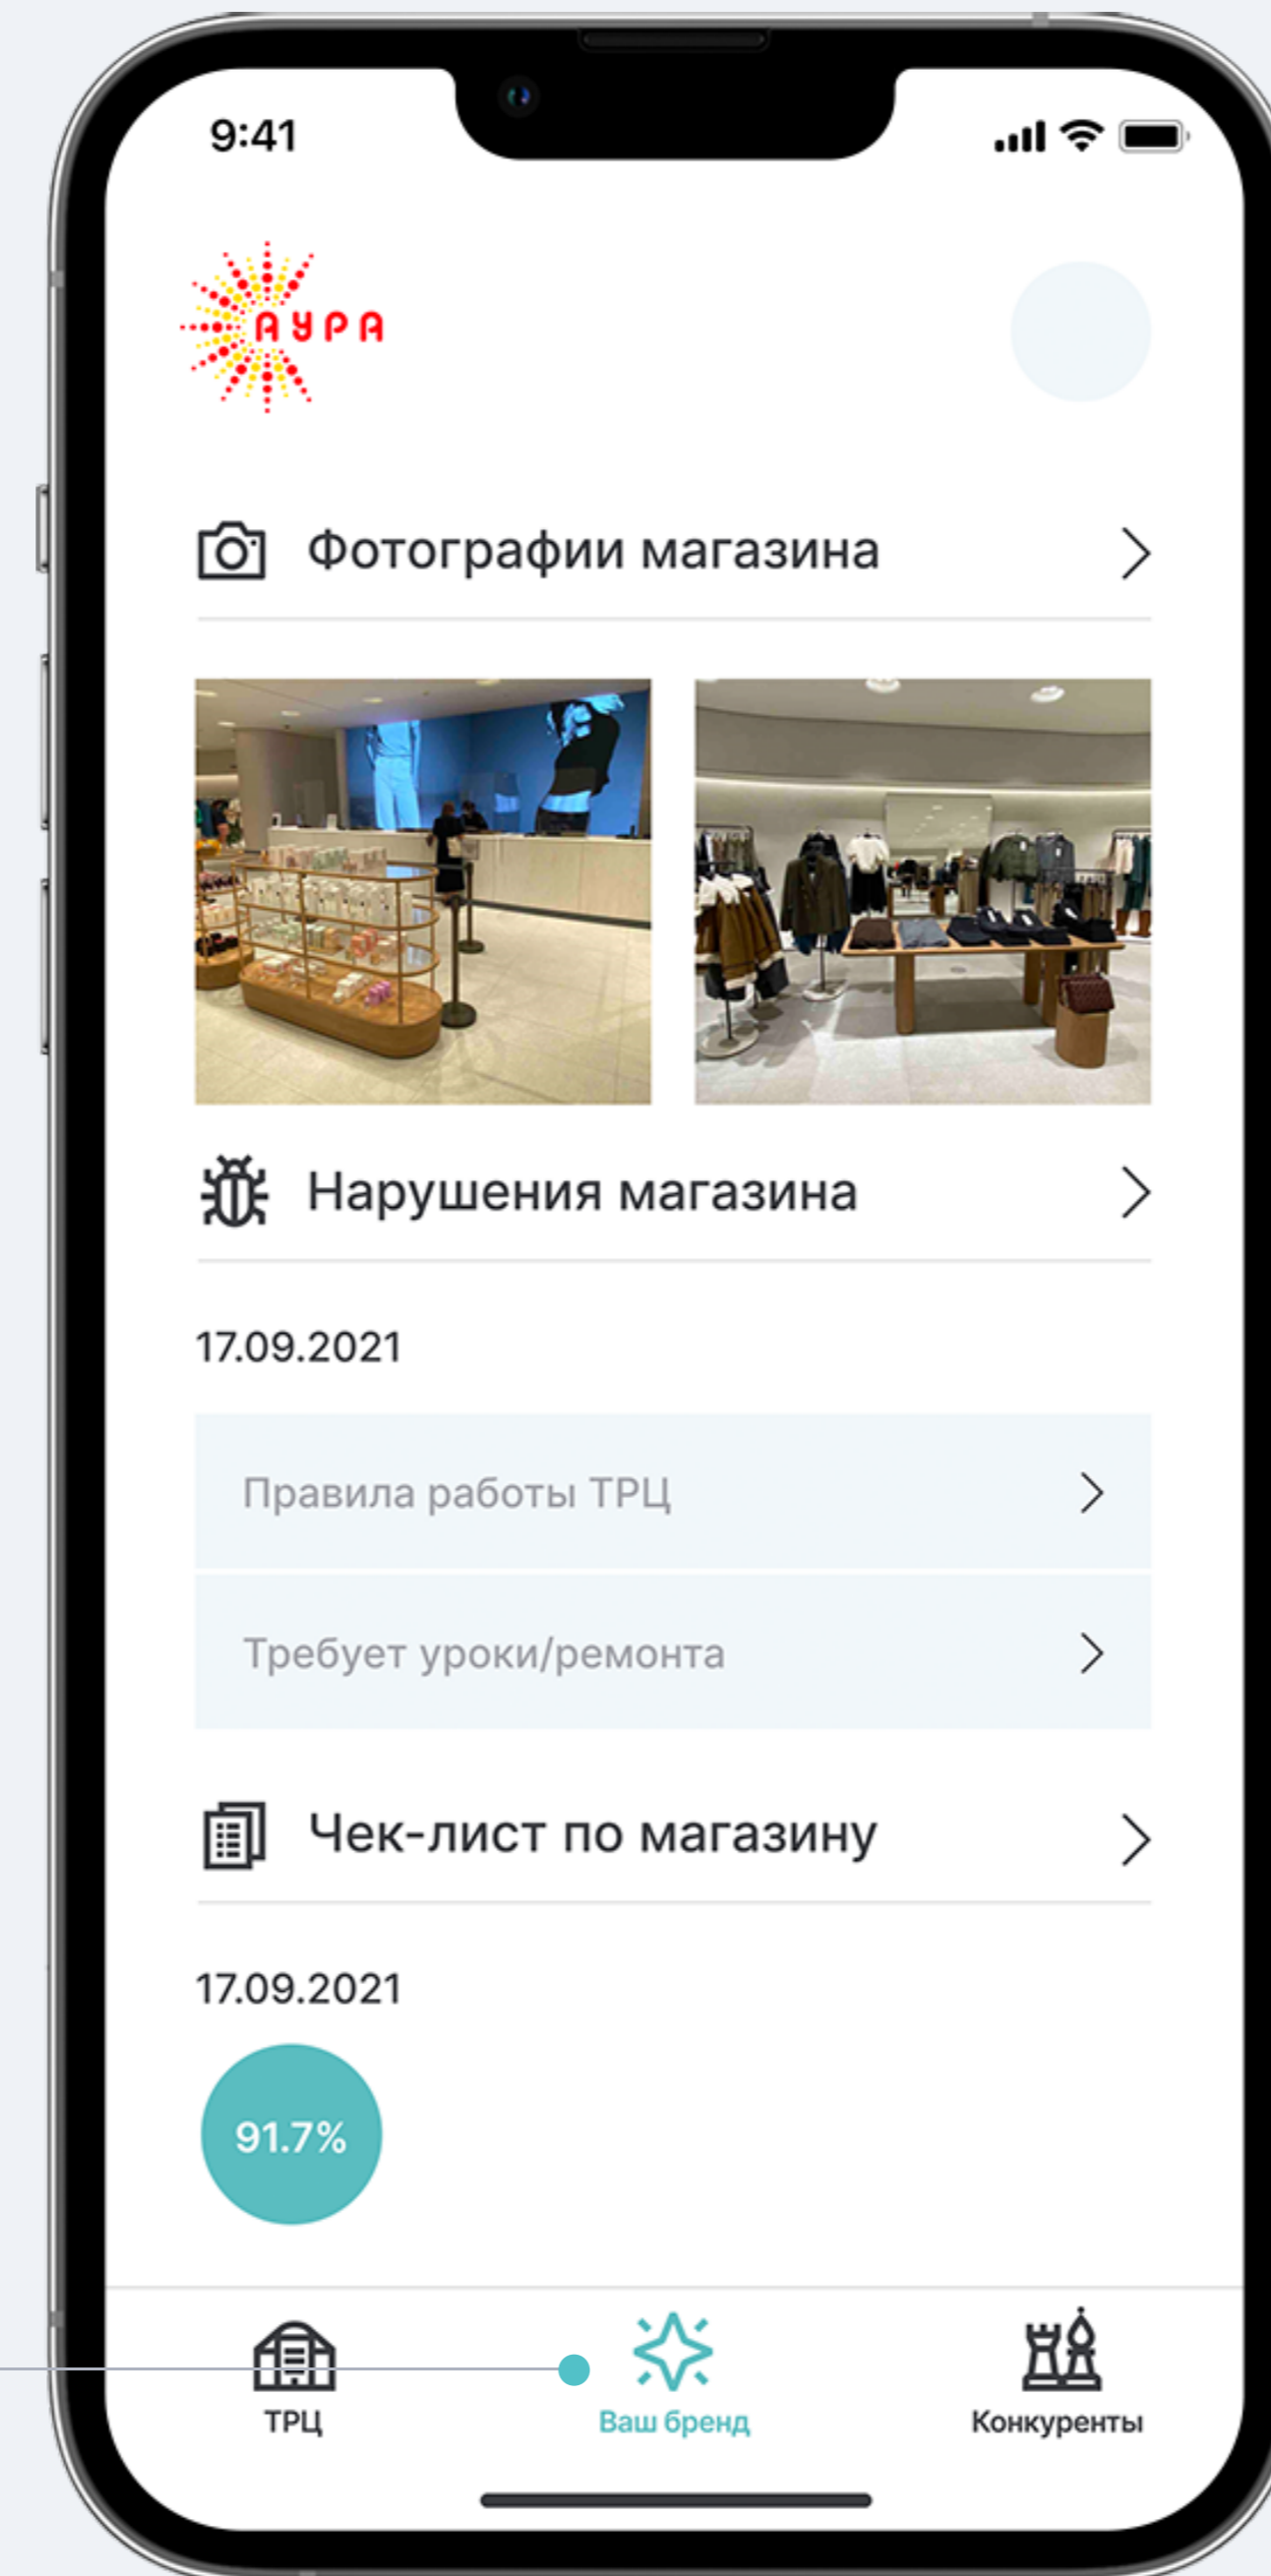 9:41
АУРА
Фотографии магазина
Нарушения магазина
17.09.2021
Правила работы ТРЦ
Требует уроки/ремонта
Чек-лист по магазину
17.09.2021
91.7%
ТРЦ
Ваш бренд
Конкуренты